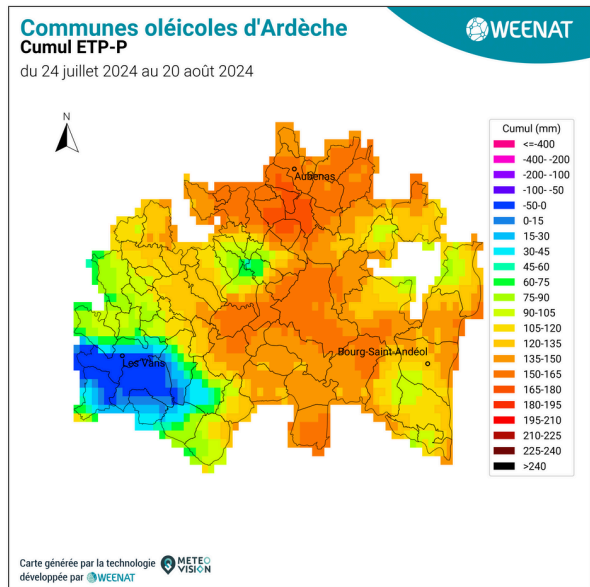 Communes oléicoles d'Ardèche
Cumul ETP-P
du 24 juillet 2024 au 20 août 2024
WEENAT
N
Aubenas
Les Vans
Bourg-Saint-Andéol
Cumul (mm)
<=-400
-400--200
-200--100
-100--50
-50-0
0-15
15-30
30-45
45-60
60-75
75-90
90-105
105-120
120-135
135-150
150-165
165-180
180-195
195-210
210-225
225-240
>240
Carte générée par la technologie
développée par WEENAT
METEO
VISION